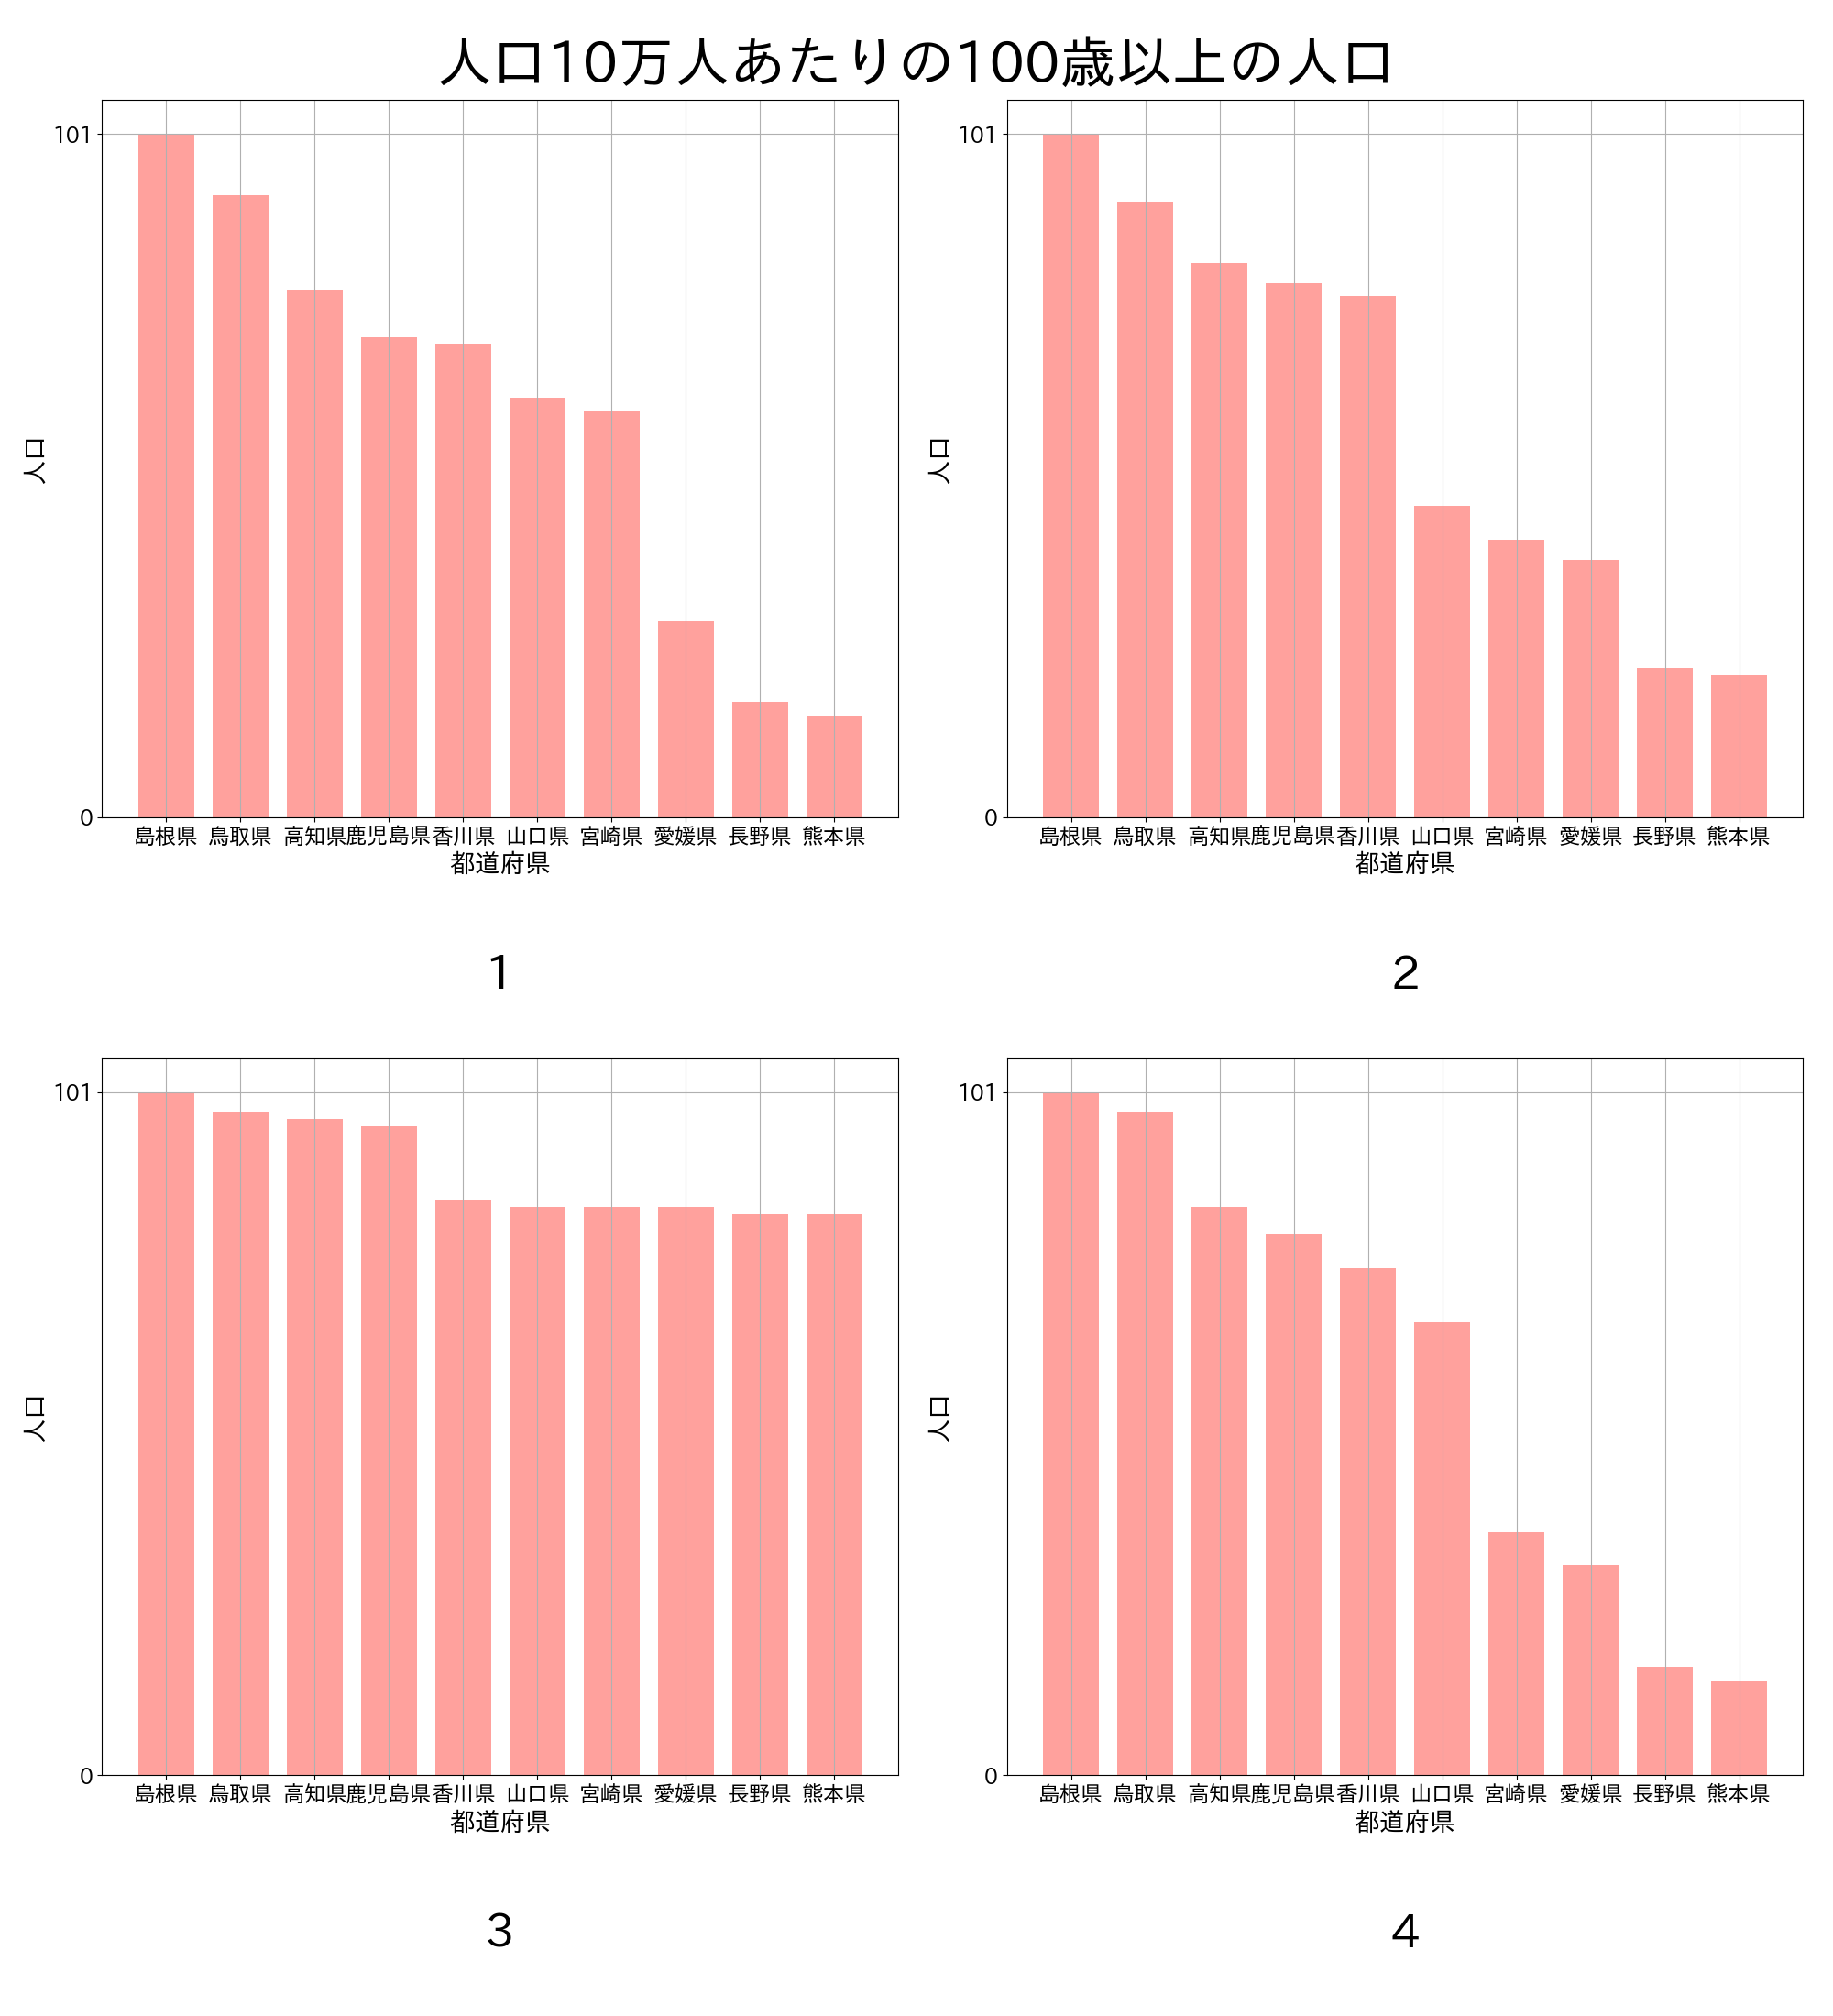 人口10万人あたりの100歳以上の人口
101
0
人口
島根県 鳥取県 高知県 鹿児島県 香川県 山口県 宮崎県 愛媛県 長野県 熊本県
都道府県
1
101
0
人口
島根県 鳥取県 高知県 鹿児島県 香川県 山口県 宮崎県 愛媛県 長野県 熊本県
都道府県
2
101
0
人口
島根県 鳥取県 高知県 鹿児島県 香川県 山口県 宮崎県 愛媛県 長野県 熊本県
都道府県
3
101
0
人口
島根県 鳥取県 高知県 鹿児島県 香川県 山口県 宮崎県 愛媛県 長野県 熊本県
都道府県
4